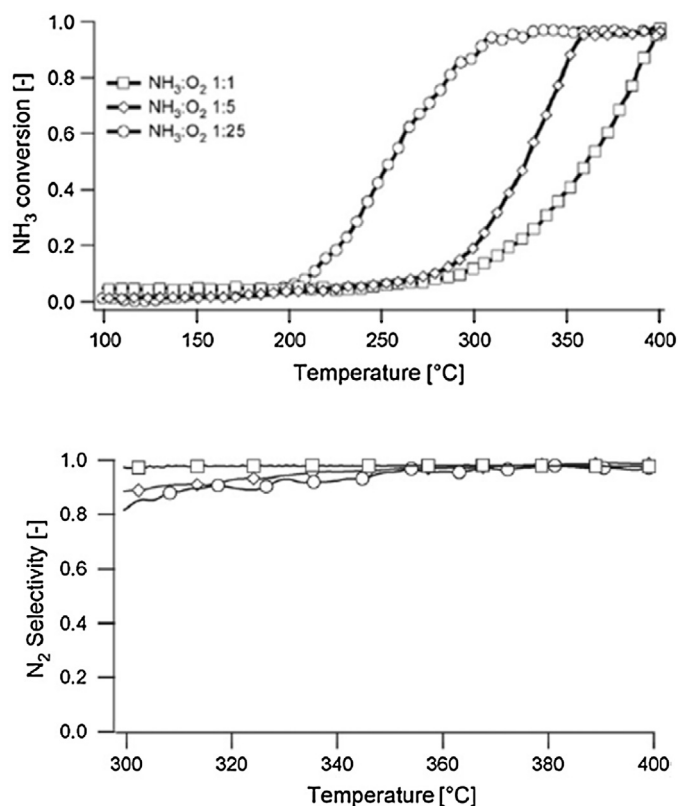 1.0
0.8
0.6
0.4
0.2
0.0
NH₃ conversion [-]
NH₃:O₂ 1:1
NH₃:O₂ 1:5
NH₃:O₂ 1:25
100 150 200 250 300 350 400
Temperature [°C]
1.0
0.8
0.6
0.4
0.2
0.0
N₂ Selectivity [-]
300 320 340 360 380 400
Temperature [°C]